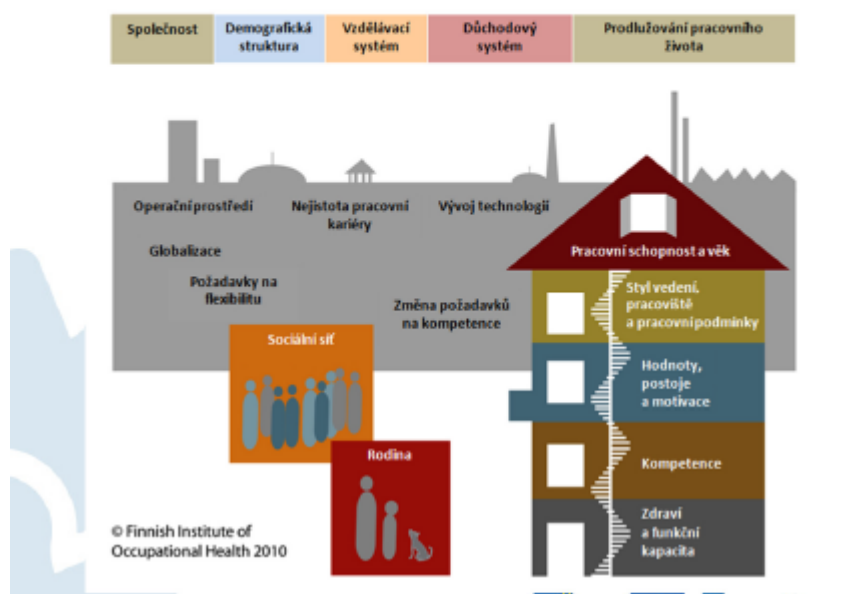 Společnost
Demografická
struktura
Vzdělávací
systém
Důchodový
systém
Prodlužování pracovního
života
Operační prostředí
Nejistota pracovní
kariéry
Vývoj technologií
Globalizace
Požadavky na
flexibilitu
Změna požadavků
na kompetence
Sociální síť
Rodina
Pracovní schopnost a věk
Styl vedení,
pracoviště
a pracovní podmínky
Hodnoty,
postoje
a motivace
Kompetence
Zdraví
a funkční
kapacita
© Finnish Institute of
Occupational Health 2010